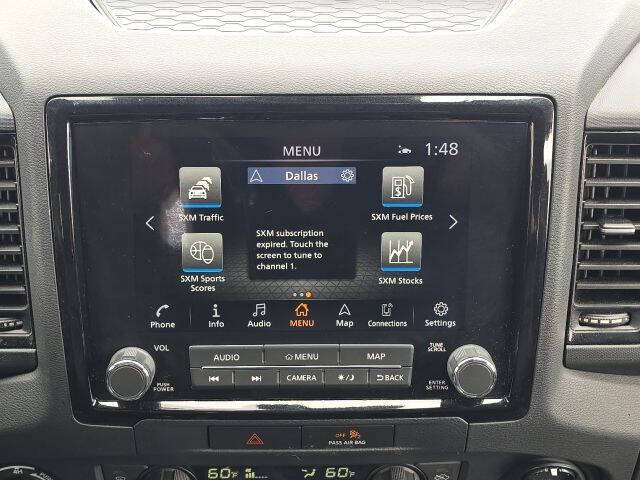 MENU
1:48
Dallas
SXM Traffic
SXM Fuel Prices
SXM subscription
expired. Touch the
screen to tune to
channel 1.
SXM Sports
Scores
SXM Stocks
Phone
Info
Audio
MENU
Map
Connections
Settings
VOL
AUDIO
MENU
MAP
TUNE
SCROLL
PUSH
POWER
CAMERA
BACK
ENTER
SETTING
OFF
PASS AIR BAG
4H
60°F
60°F